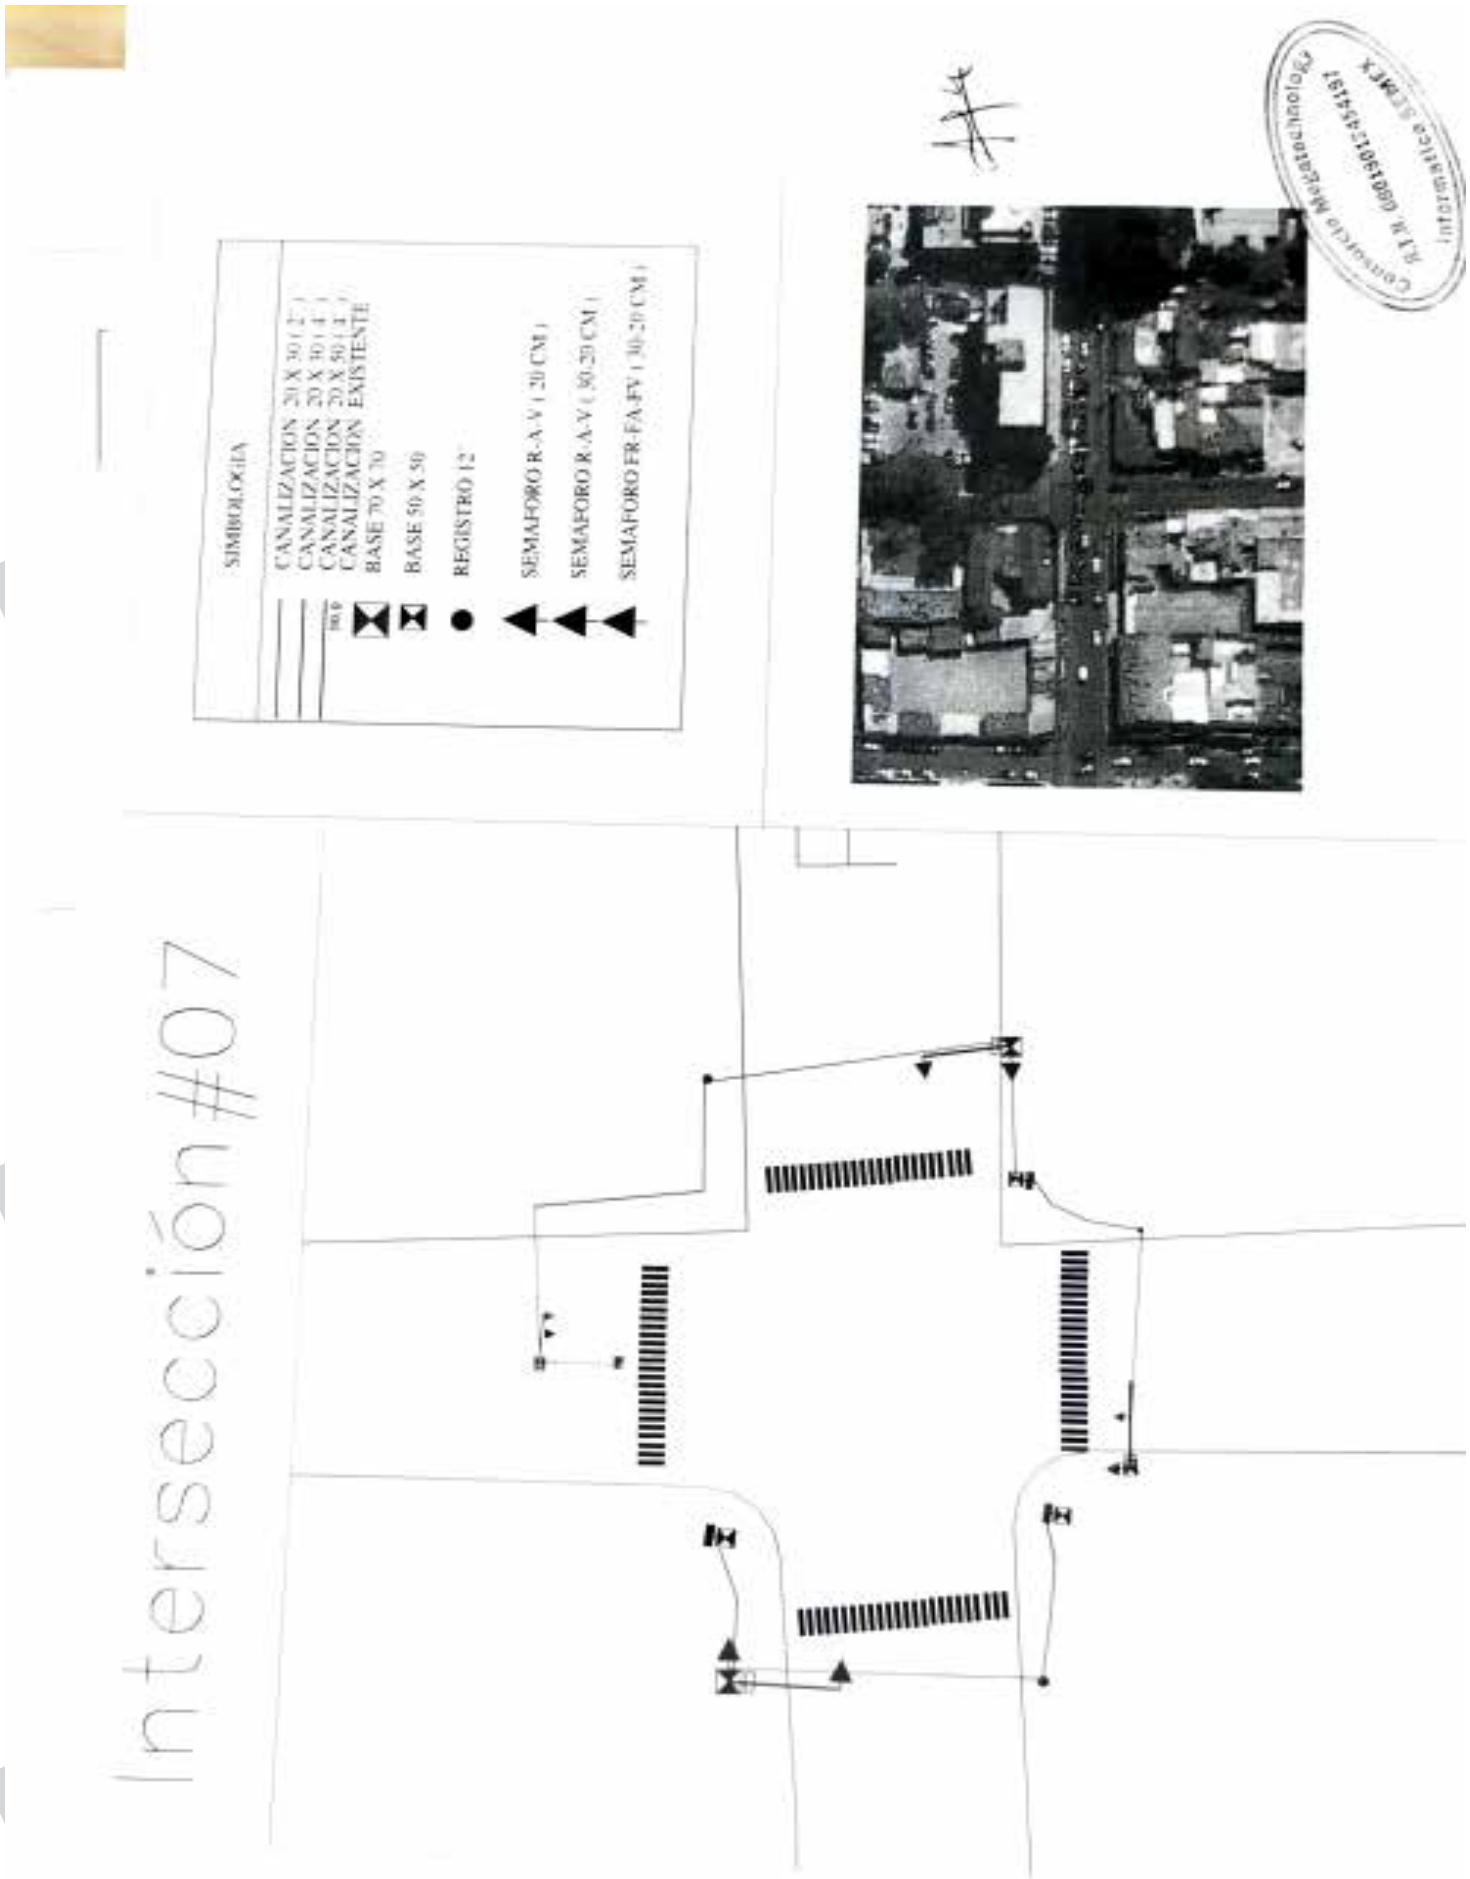 Intersección #07
SIMBOLOGIA
CANALIZACION 20 X 30 ( 2" )
CANALIZACION 20 X 30 ( 4" )
CANALIZACION 20 X 50 ( 4" )
CANALIZACION EXISTENTE
BASE 70 X 70
BASE 50 X 50
REGISTRO 12"
SEMAFORO R-A-V ( 20 CM )
SEMAFORO R-A-V ( 30-20 CM )
SEMAFORO FR-FA-FV ( 30-20 CM )
Consorcio Megatechnology
R.T.N. 08019012454197
Informatica SEMEX